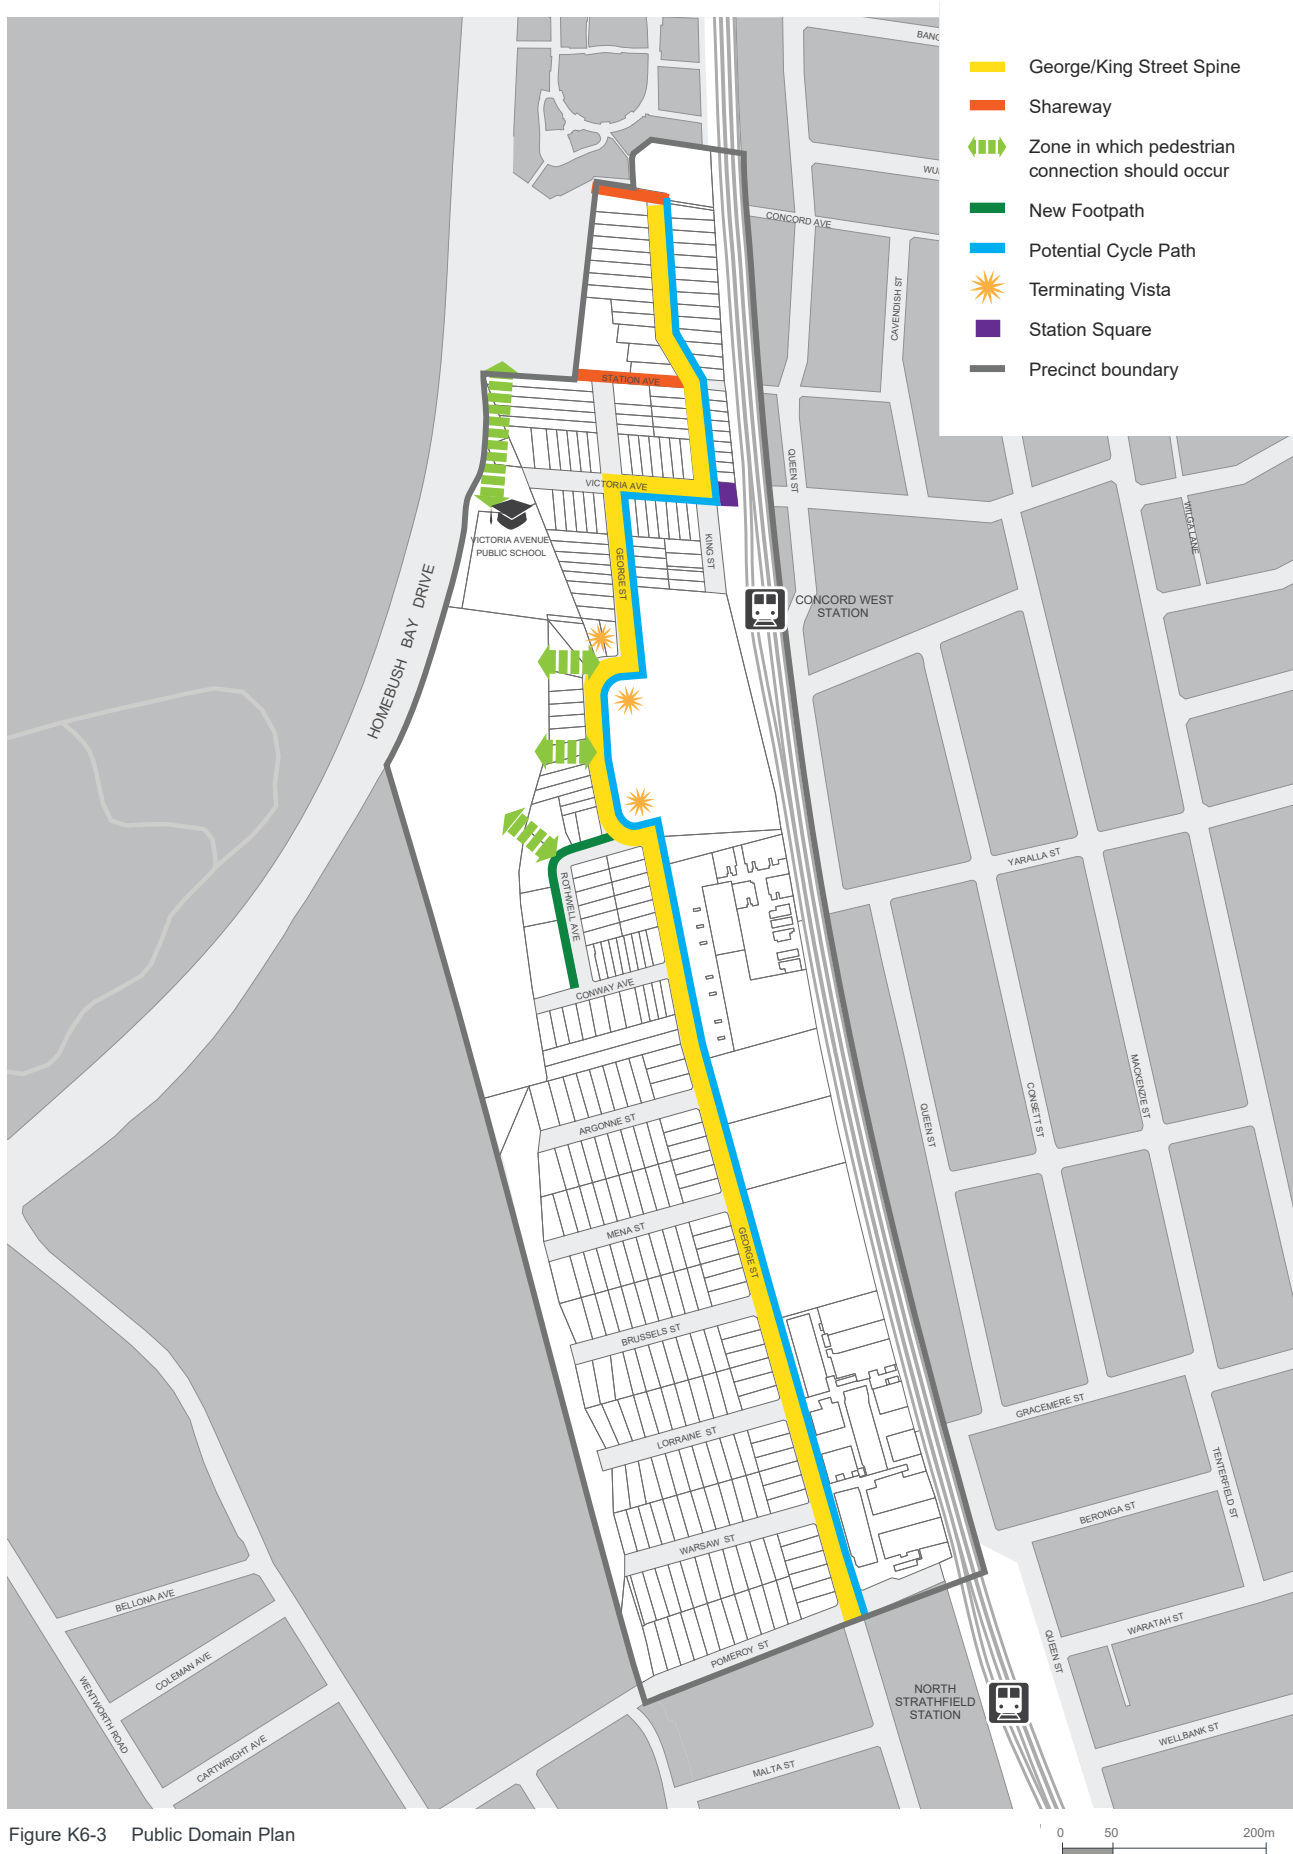 George/King Street Spine
Shareway
Zone in which pedestrian
connection should occur
New Footpath
Potential Cycle Path
Terminating Vista
Station Square
Precinct boundary
CONCORD AVE
CAVENDISH ST
STATION AVE
QUEEN ST
VICTORIA AVE
WILGA LANE
VICTORIA AVENUE
PUBLIC SCHOOL
GEORGE ST
KING ST
CONCORD WEST
STATION
HOMEBUSH BAY DRIVE
YARALLA ST
ROTHWELL AVE
CONWAY AVE
ARGONNE ST
QUEEN ST
CONSETT ST
MACKENZIE ST
MENA ST
GEORGE ST
BRUSSELS ST
GRACEMERE ST
LORRAINE ST
TENTERFIELD ST
BERONGA ST
WARSAW ST
BELLONA AVE
WARATAH ST
COLEMAN AVE
POMEROY ST
QUEEN ST
WENTWORTH ROAD
NORTH
STRATHFIELD
STATION
CARTWRIGHT AVE
MALTA ST
WELLBANK ST
Figure K6-3 Public Domain Plan
0 50 200m